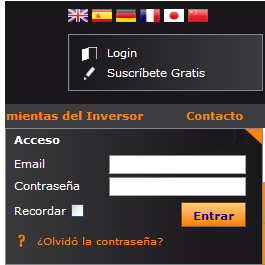 Login
Suscríbete Gratis
mientas del Inversor Contacto
Acceso
Email
Contraseña
Recordar
Entrar
? ¿Olvidó la contraseña?